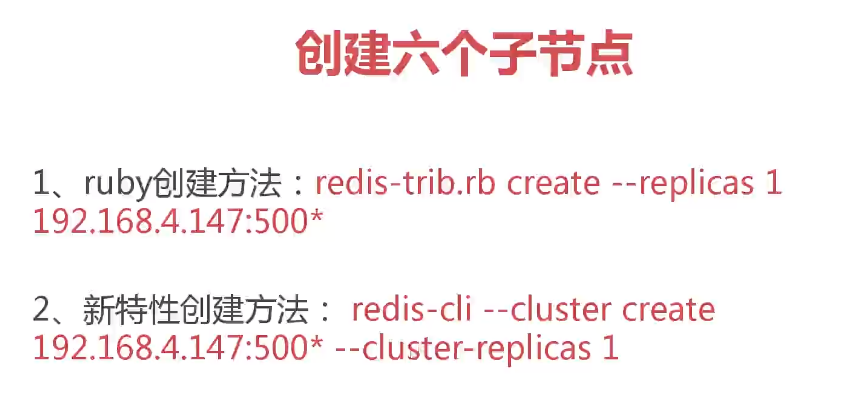 创建六个子节点
1、ruby创建方法：redis-trib.rb create --replicas 1
192.168.4.147:500*
2、新特性创建方法： redis-cli --cluster create
192.168.4.147:500* --cluster-replicas 1